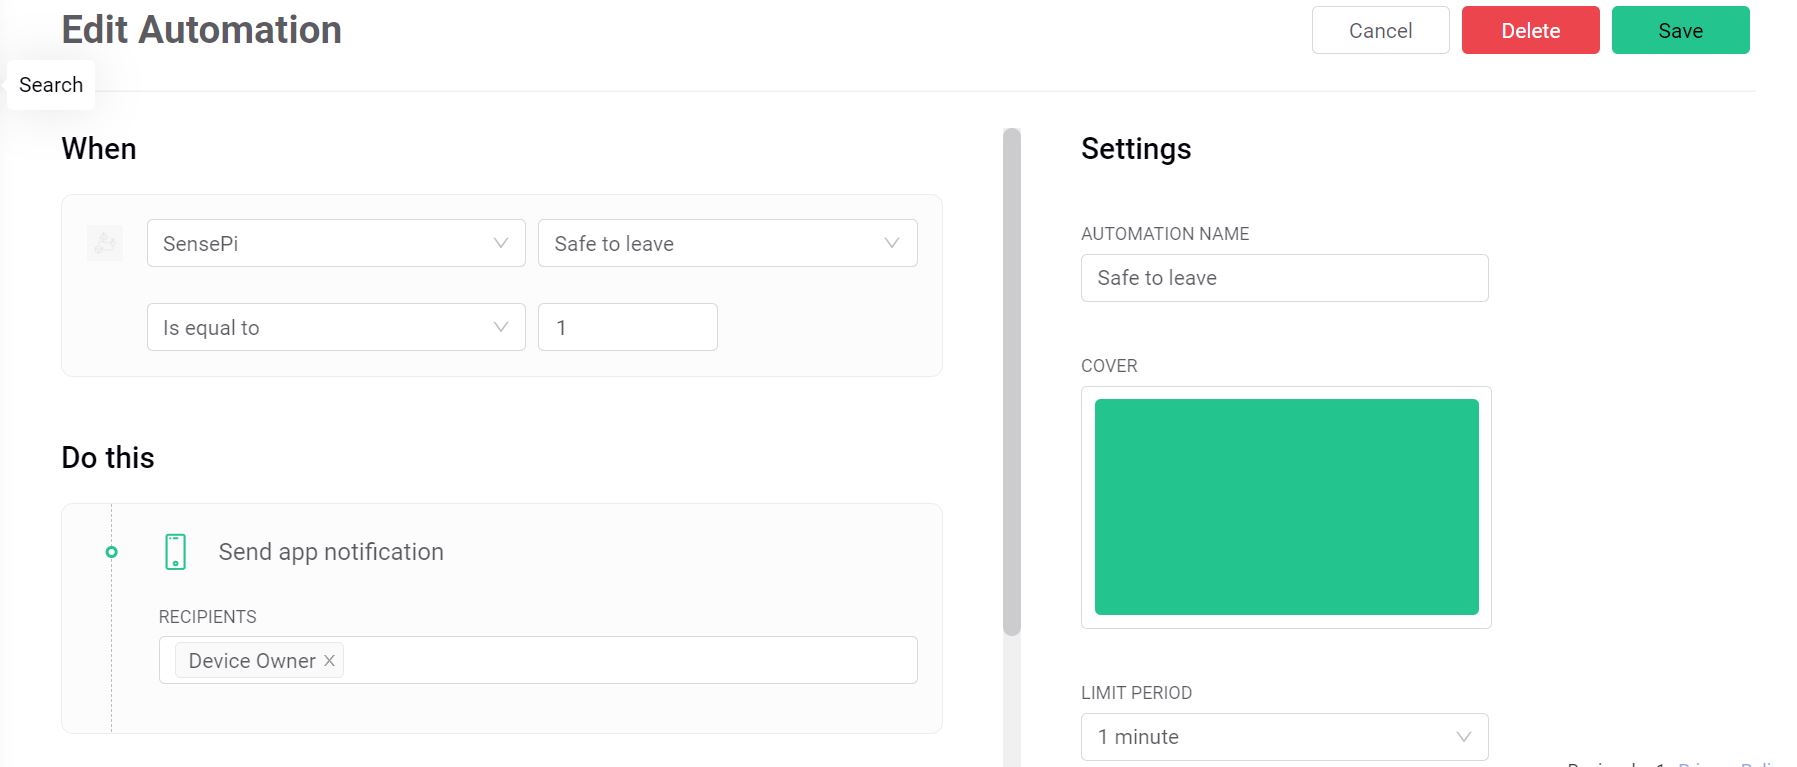 Edit Automation
Cancel
Delete
Save
Search
When
SensePi
Safe to leave
Is equal to
1
Do this
Send app notification
RECIPIENTS
Device Owner
Settings
AUTOMATION NAME
Safe to leave
COVER
LIMIT PERIOD
1 minute